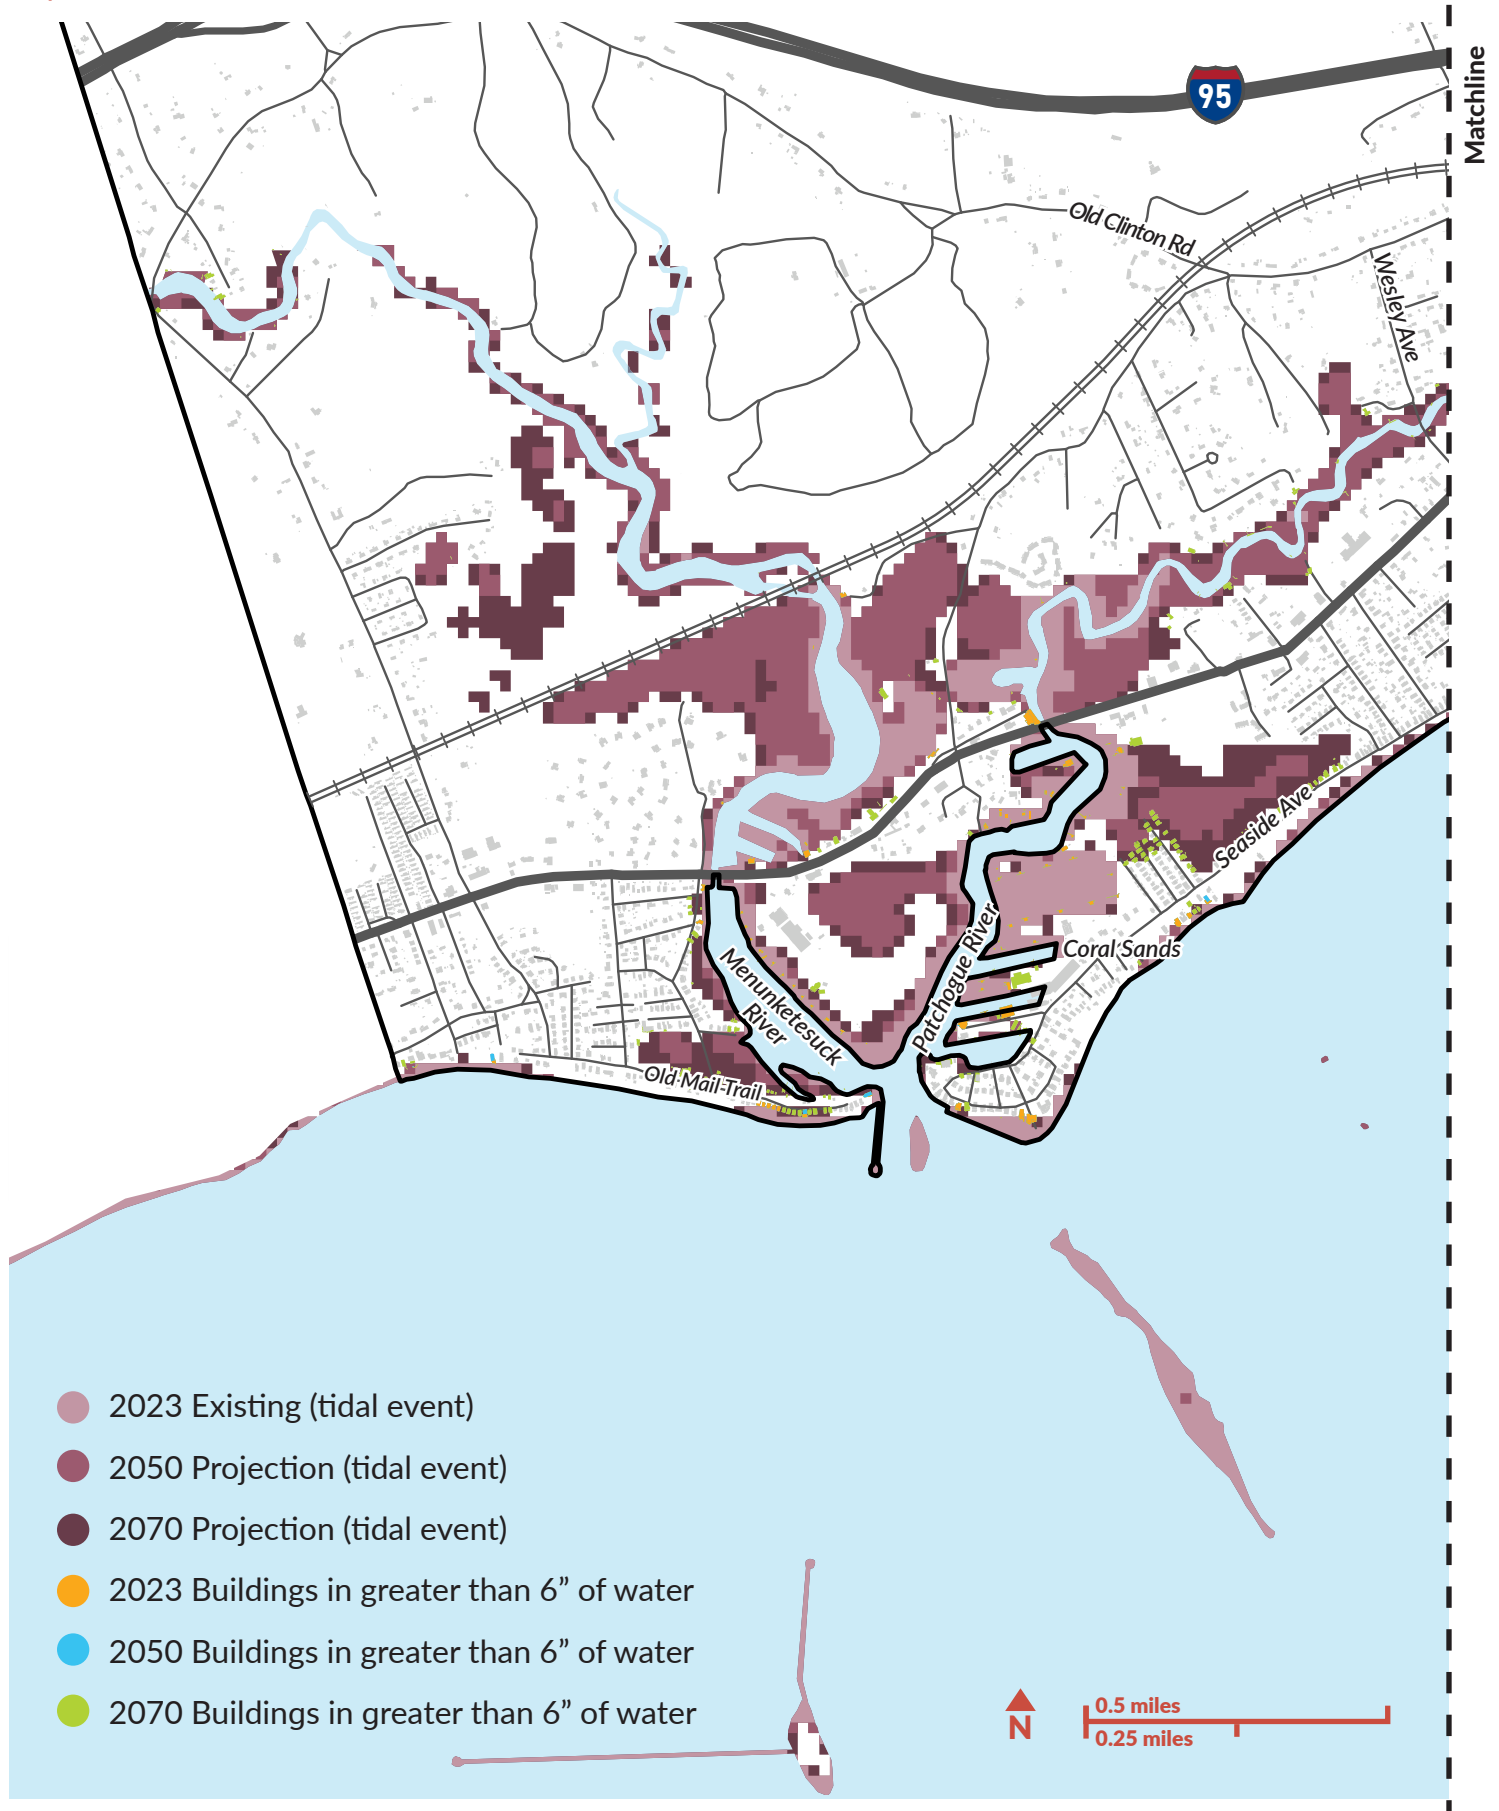 Matchline
95
Old Clinton Rd
Wesley Ave
Seaside Ave
Coral Sands
Patchogue River
Menunketesuck
River
Old Mail Trail
2023 Existing (tidal event)
2050 Projection (tidal event)
2070 Projection (tidal event)
2023 Buildings in greater than 6” of water
2050 Buildings in greater than 6” of water
2070 Buildings in greater than 6” of water
N
0.5 miles
0.25 miles